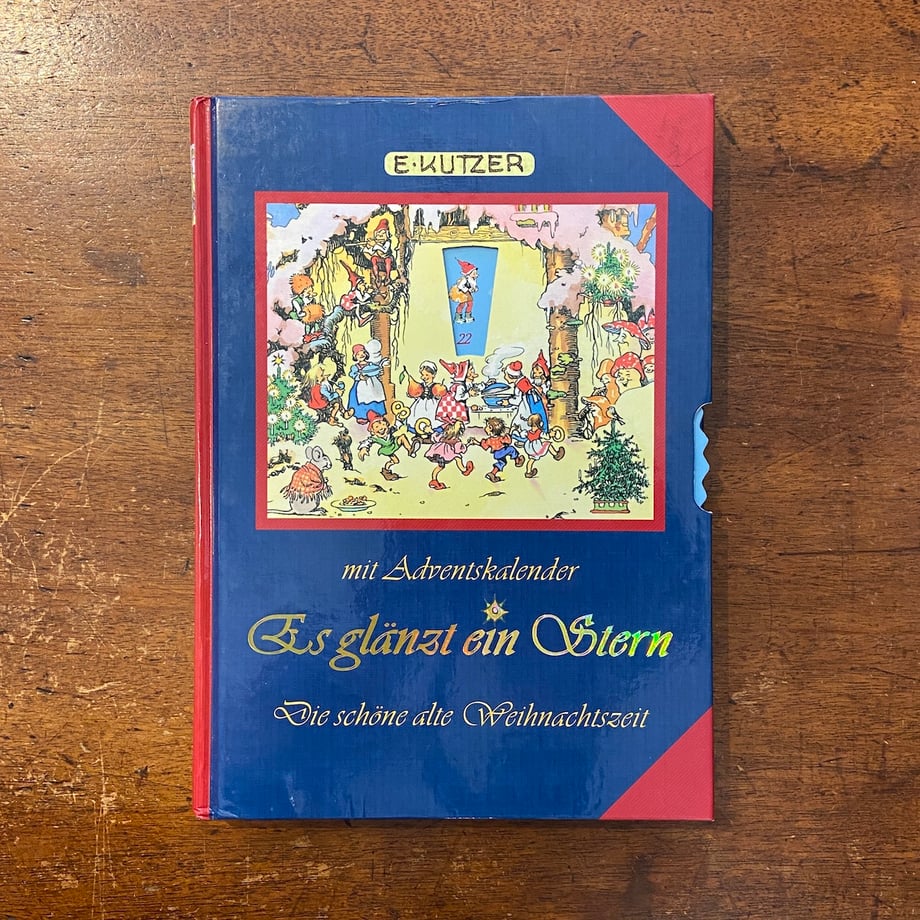 E·KUTZER
22
mit Adventskalender
Es glänzt ein Stern
Die schöne alte Weihnachtszeit